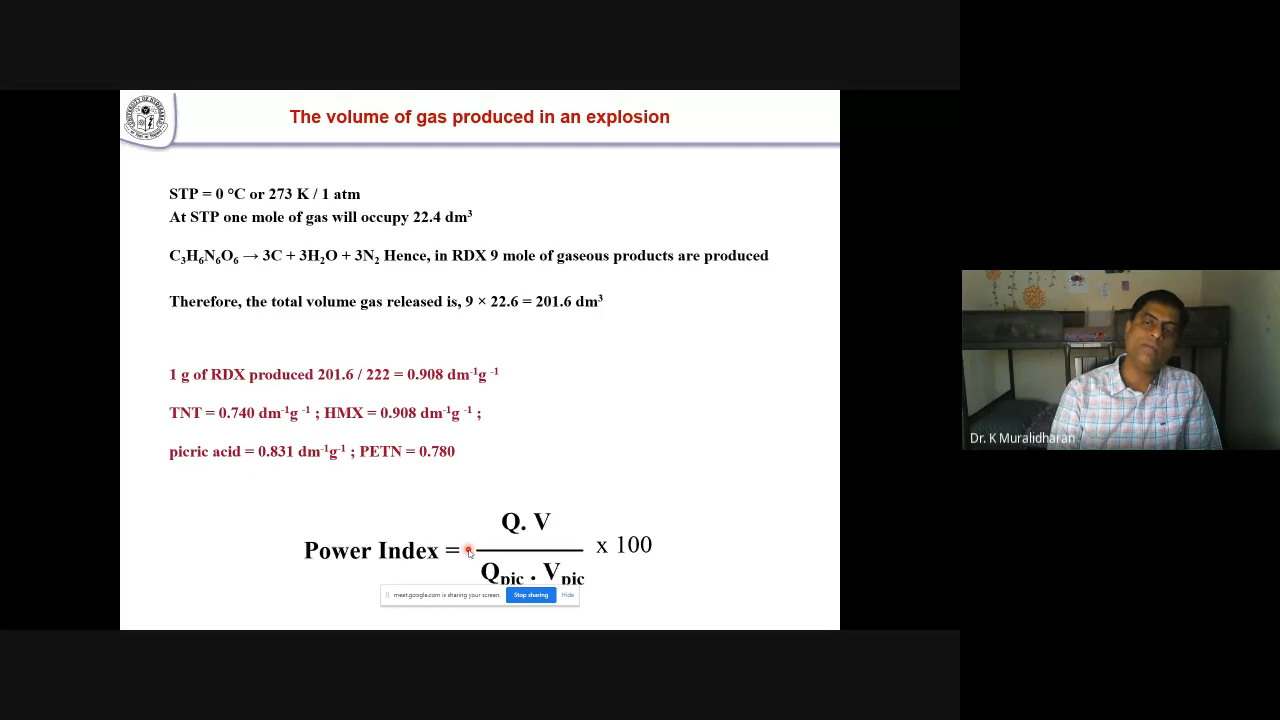 The volume of gas produced in an explosion
STP = 0 °C or 273 K / 1 atm
At STP one mole of gas will occupy 22.4 dm³
C₃H₆N₆O₆ → 3C + 3H₂O + 3N₂ Hence, in RDX 9 mole of gaseous products are produced
Therefore, the total volume gas released is, 9 × 22.6 = 201.6 dm³
1 g of RDX produced 201.6 / 222 = 0.908 dm⁻¹g ⁻¹
TNT = 0.740 dm⁻¹g ⁻¹ ; HMX = 0.908 dm⁻¹g ⁻¹ ;
picric acid = 0.831 dm⁻¹g⁻¹ ; PETN = 0.780
Q. V
Power Index = x 100
Qpic . Vpic
meet.google.com is sharing your screen. Stop sharing Hide
Dr. K Muralidharan